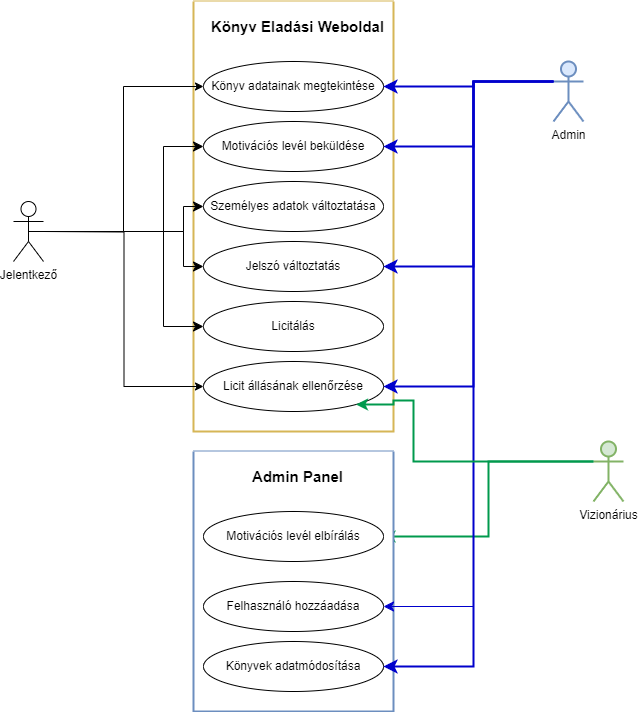 Könyv Eladási Weboldal
Könyv adatainak megtekintése
Motivációs levél beküldése
Személyes adatok változtatása
Jelszó változtatás
Licitálás
Licit állásának ellenőrzése
Admin
Jelentkező
Vizionárius
Admin Panel
Motivációs levél elbírálás
Felhasználó hozzáadása
Könyvek adatmódosítása